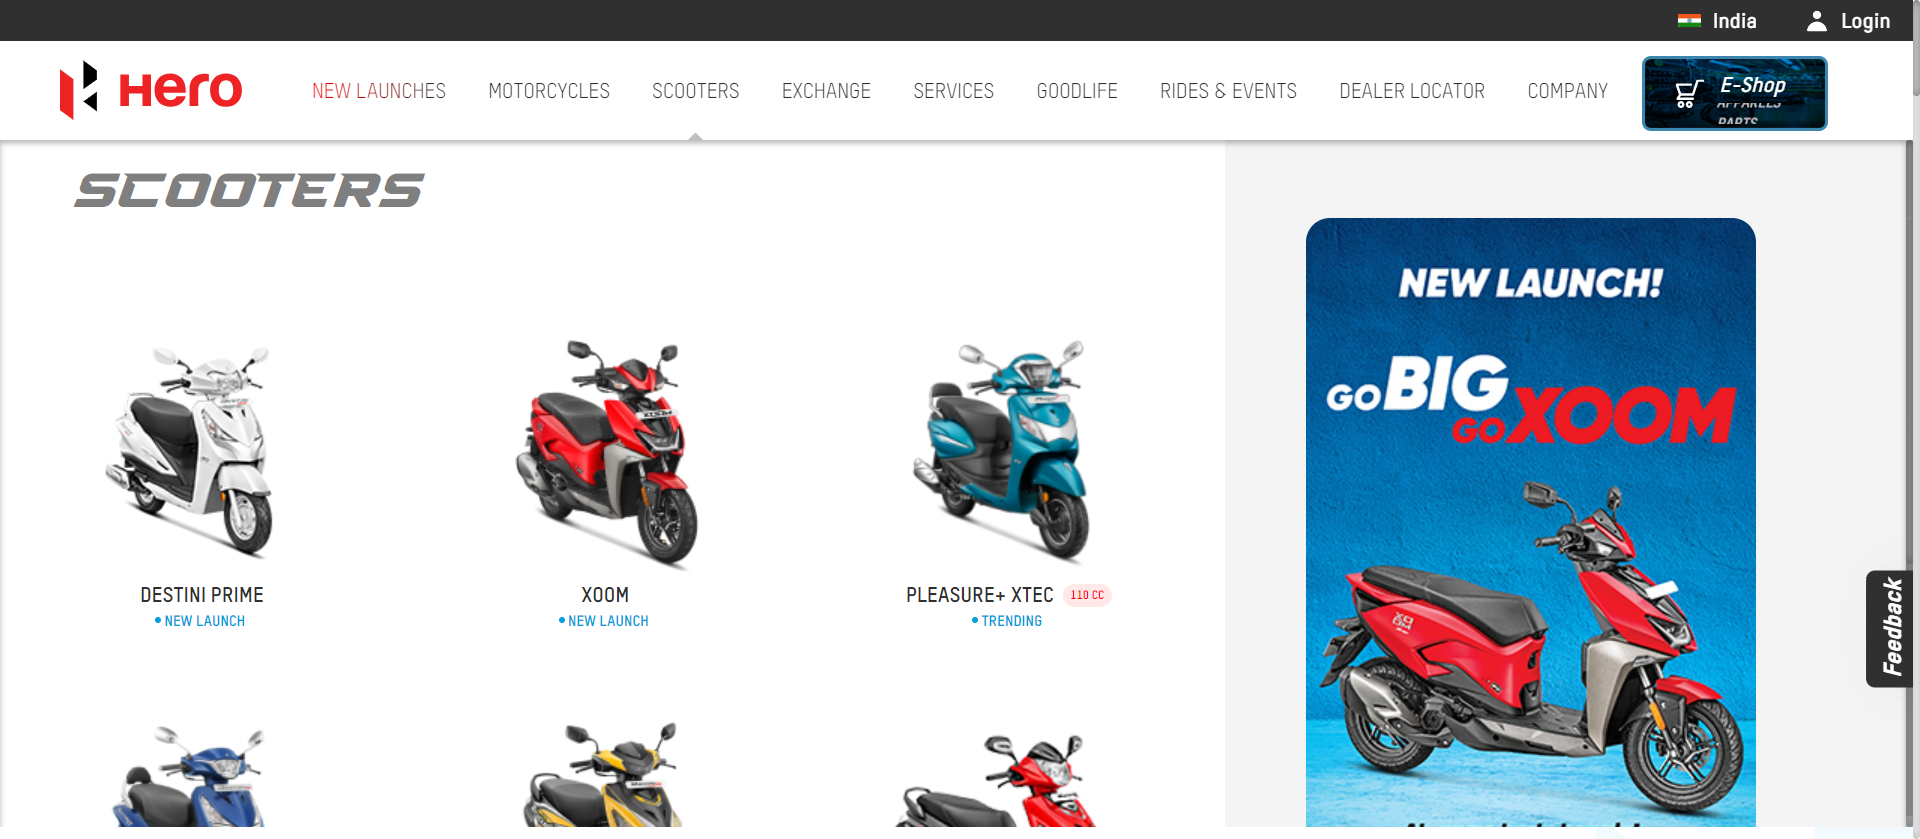 India
Login
Hero
NEW LAUNCHES
MOTORCYCLES
SCOOTERS
EXCHANGE
SERVICES
GOODLIFE
RIDES & EVENTS
DEALER LOCATOR
COMPANY
E-Shop
APPARELS
PARTS
SCOOTERS
DESTINI PRIME
NEW LAUNCH
XOOM
NEW LAUNCH
PLEASURE+ XTEC 110 CC
TRENDING
NEW LAUNCH!
GO BIG
GO XOOM
Feedback